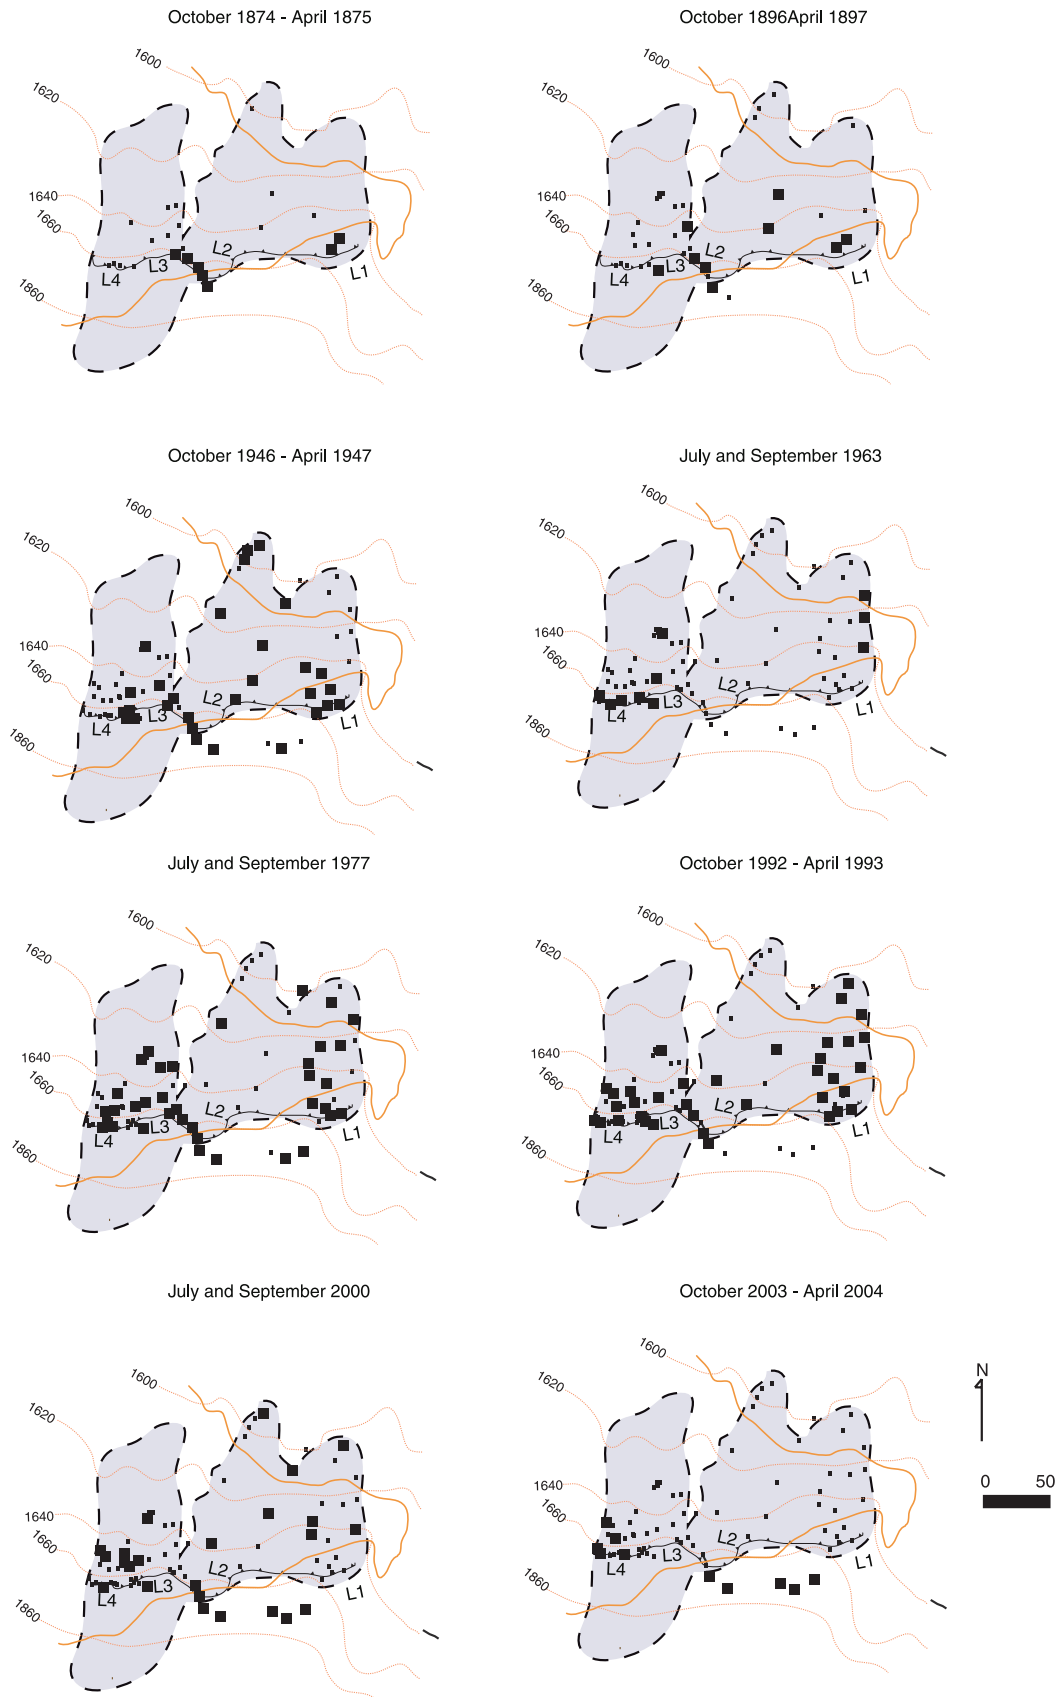 October 1874 - April 1875
1600
1620
1640
1660
1860
L4
L3
L2
L1
October 1896April 1897
1600
1620
1640
1660
1860
L4
L3
L2
L1
October 1946 - April 1947
1600
1620
1640
1660
1860
L4
L3
L2
L1
July and September 1963
1600
1620
1640
1660
1860
L4
L3
L2
L1
July and September 1977
1600
1620
1640
1660
1860
L4
L3
L2
L1
October 1992 - April 1993
1600
1620
1640
1660
1860
L4
L3
L2
L1
July and September 2000
1600
1620
1640
1660
1860
L4
L3
L2
L1
October 2003 - April 2004
1600
1620
1640
1660
1860
L4
L3
L2
L1
N
0 50